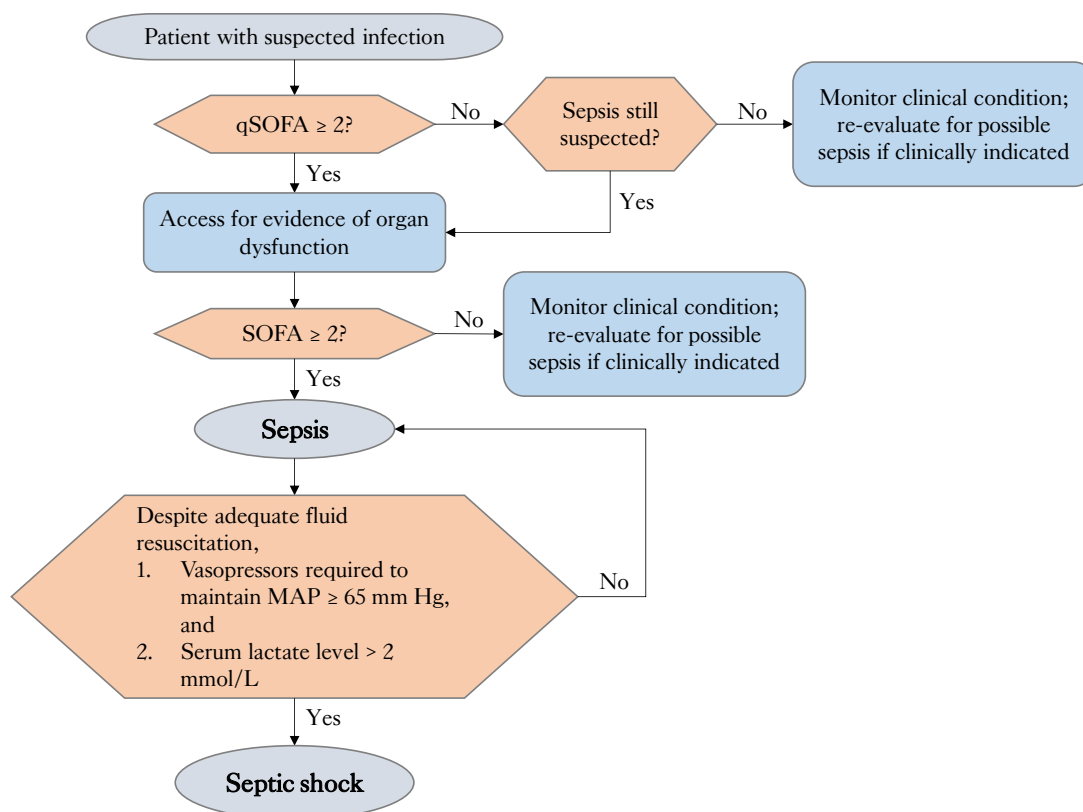 Patient with suspected infection
qSOFA ≥ 2?
No
Sepsis still
suspected?
No
Monitor clinical condition;
re-evaluate for possible
sepsis if clinically indicated
Yes
Yes
Access for evidence of organ
dysfunction
SOFA ≥ 2?
No
Monitor clinical condition;
re-evaluate for possible
sepsis if clinically indicated
Yes
Sepsis
Despite adequate fluid
resuscitation,
1. Vasopressors required to
maintain MAP ≥ 65 mm Hg,
and
2. Serum lactate level > 2
mmol/L
No
Yes
Septic shock